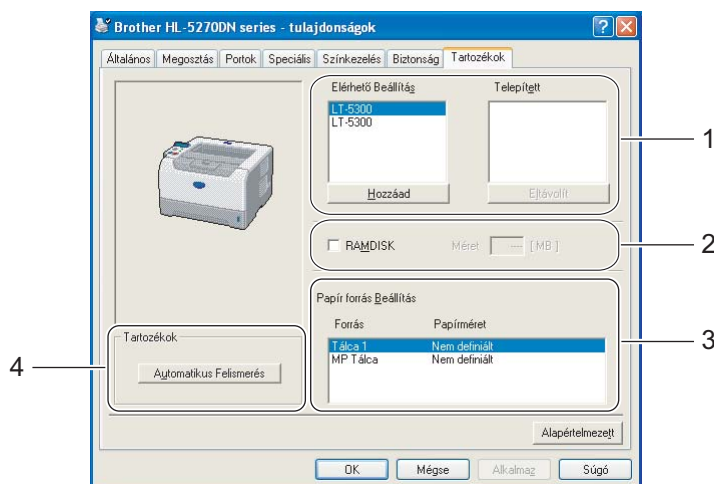 Brother HL-5270DN series - tulajdonságok
Általános Megosztás Portok Speciális Színkezelés Biztonság Tartozékok
Elérhető Beállítás Telepített
LT-5300
LT-5300
1
Hozzáad Eltávolít
RAMDISK Méret ---- [ MB ]
2
Papír forrás Beállítás
Forrás Papírméret
3
Tálca 1 Nem definiált
MP Tálca Nem definiált
Tartozékok
4
Automatikus Felismerés
Alapértelmezett
OK Mégse Alkalmaz Súgó